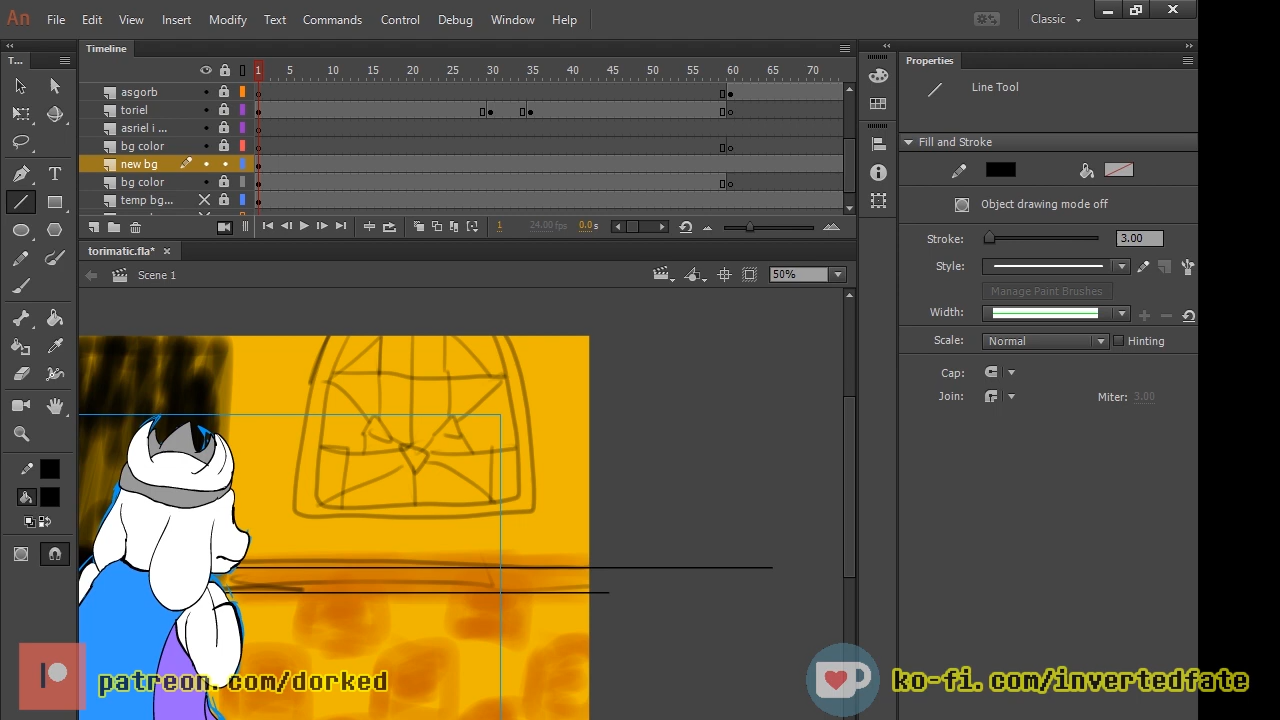 An File Edit View Insert Modify Text Commands Control Debug Window Help Classic
T... Timeline Properties
1 5 10 15 20 25 30 35 40 45 50 55 60 65 70
Line Tool
asgorb
toriel
asriel i ...
bg color
new bg
bg color
temp bg...
Fill and Stroke
Object drawing mode off
1 24.00 fps 0.0 s
Stroke: 3.00
torimatic.fla*
Style:
Scene 1 50%
Manage Paint Brushes
Width:
Scale: Normal Hinting
Cap:
Join: Miter: 3.00
patreon.com/dorked
ko-fi.com/invertedfate